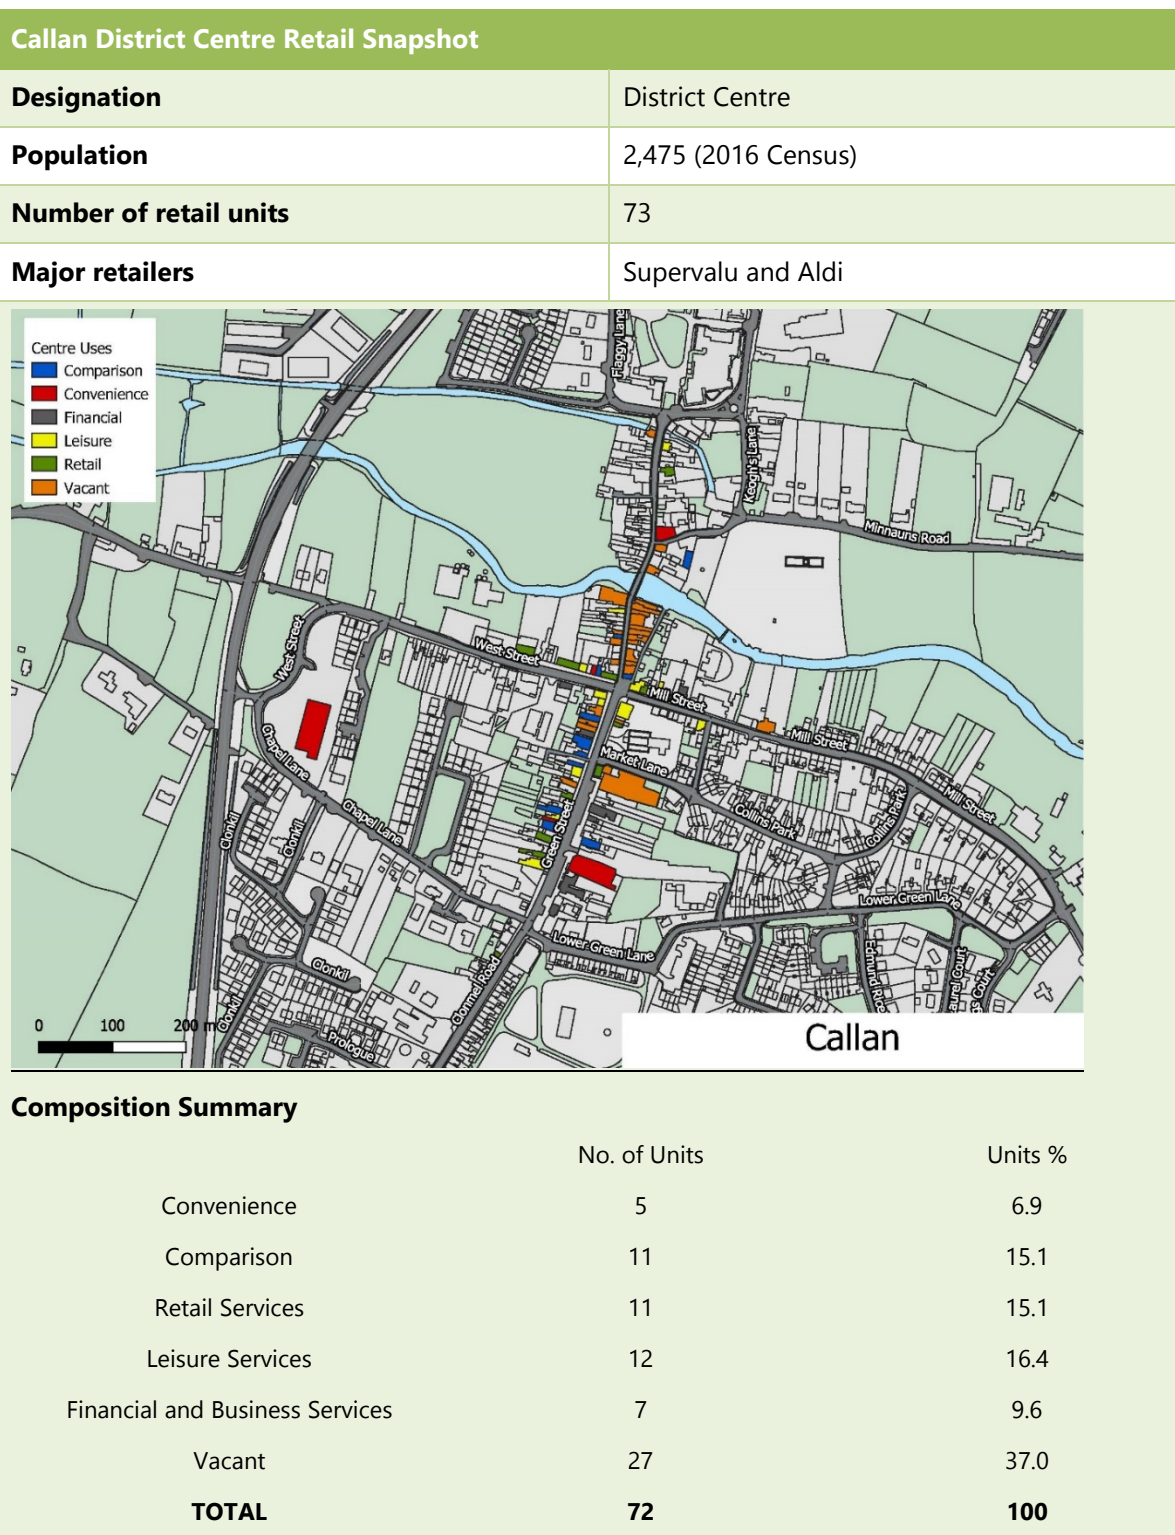 Callan District Centre Retail Snapshot
Designation District Centre
Population 2,475 (2016 Census)
Number of retail units 73
Major retailers Supervalu and Aldi
Centre Uses
Comparison
Convenience
Financial
Leisure
Retail
Vacant
Flaggy Lane
Keogh's Lane
Minnauns Road
West Street
West Street
Mill Street
Mill Street
Mill Street
Market Lane
Chapel Lane
Chapel Lane
Collins Park
Collins Park
Green Street
Clonkil
Clonkil
Clonkil
Clonkil
Lower Green Lane
Lower Green Lane
Clonmel Road
Laurel Court
Prologue
0 100 200 m
Callan
Composition Summary
No. of Units Units %
Convenience 5 6.9
Comparison 11 15.1
Retail Services 11 15.1
Leisure Services 12 16.4
Financial and Business Services 7 9.6
Vacant 27 37.0
TOTAL 72 100